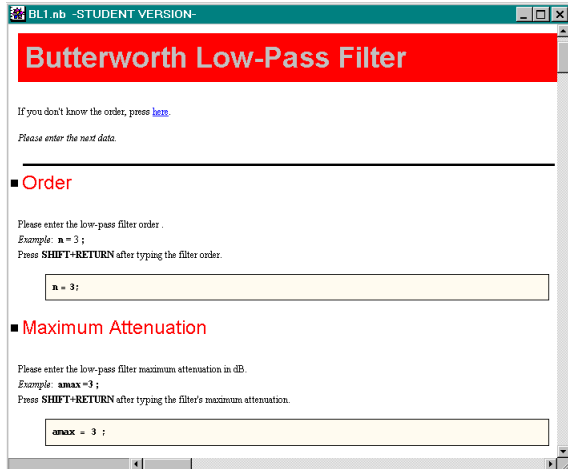 BL1.nb -STUDENT VERSION-
Butterworth Low-Pass Filter
If you don't know the order, press here.
Please enter the next data.
Order
Please enter the low-pass filter order .
Example: n = 3 ;
Press SHIFT+RETURN after typing the filter order.
n = 3;
Maximum Attenuation
Please enter the low-pass filter maximum attenuation in dB.
Example: amax =3 ;
Press SHIFT+RETURN after typing the filter's maximum attenuation.
amax = 3 ;